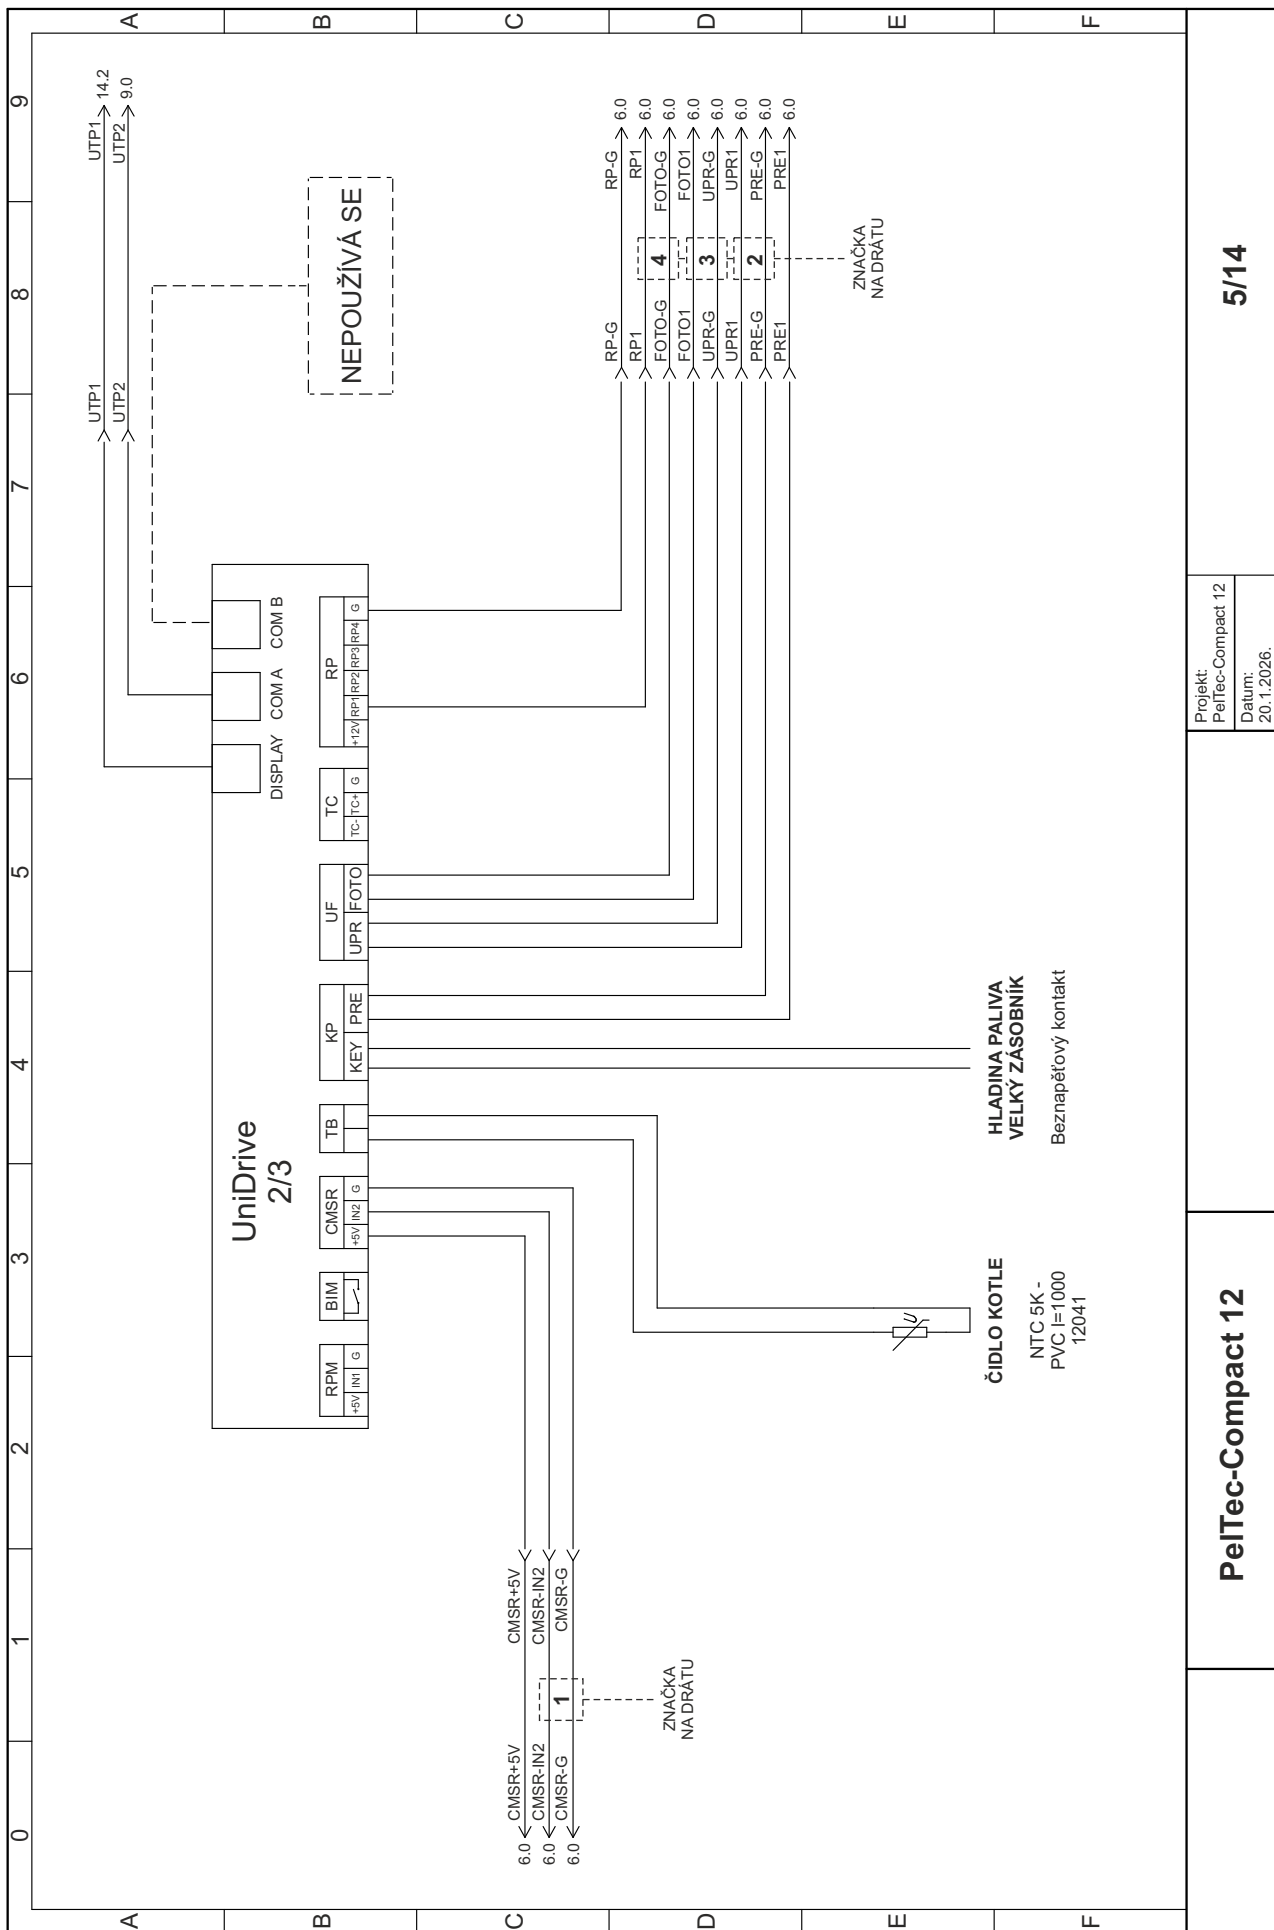 0 1 2 3 4 5 6 7 8 9
A A
B B
C C
D D
E E
F F
UTP1 UTP1 14.2
UTP2 UTP2 9.0
NEPOUŽÍVÁ SE
UniDrive
2/3
DISPLAY COM A COM B
RPM BIM CMSR TB KP UF TC RP
+5V IN1 G +5V IN2 G KEY PRE UPR FOTO TC- TC+ G +12V RP1 RP2 RP3 RP4 G
6.0 CMSR+5V CMSR+5V
6.0 CMSR-IN2 CMSR-IN2
6.0 CMSR-G CMSR-G
1
ZNAČKA
NA DRÁTU
RP-G RP-G 6.0
RP1 RP1 6.0
FOTO-G 4 FOTO-G 6.0
FOTO1 FOTO1 6.0
UPR-G 3 UPR-G 6.0
UPR1 UPR1 6.0
PRE-G 2 PRE-G 6.0
PRE1 PRE1 6.0
ZNAČKA
NA DRÁTU
U
ČIDLO KOTLE
NTC 5K -
PVC l=1000
12041
HLADINA PALIVA
VELKÝ ZÁSOBNÍK
Beznapěťový kontakt
PelTec-Compact 12
Projekt:
PelTec-Compact 12
Datum:
20.1.2026.
5/14